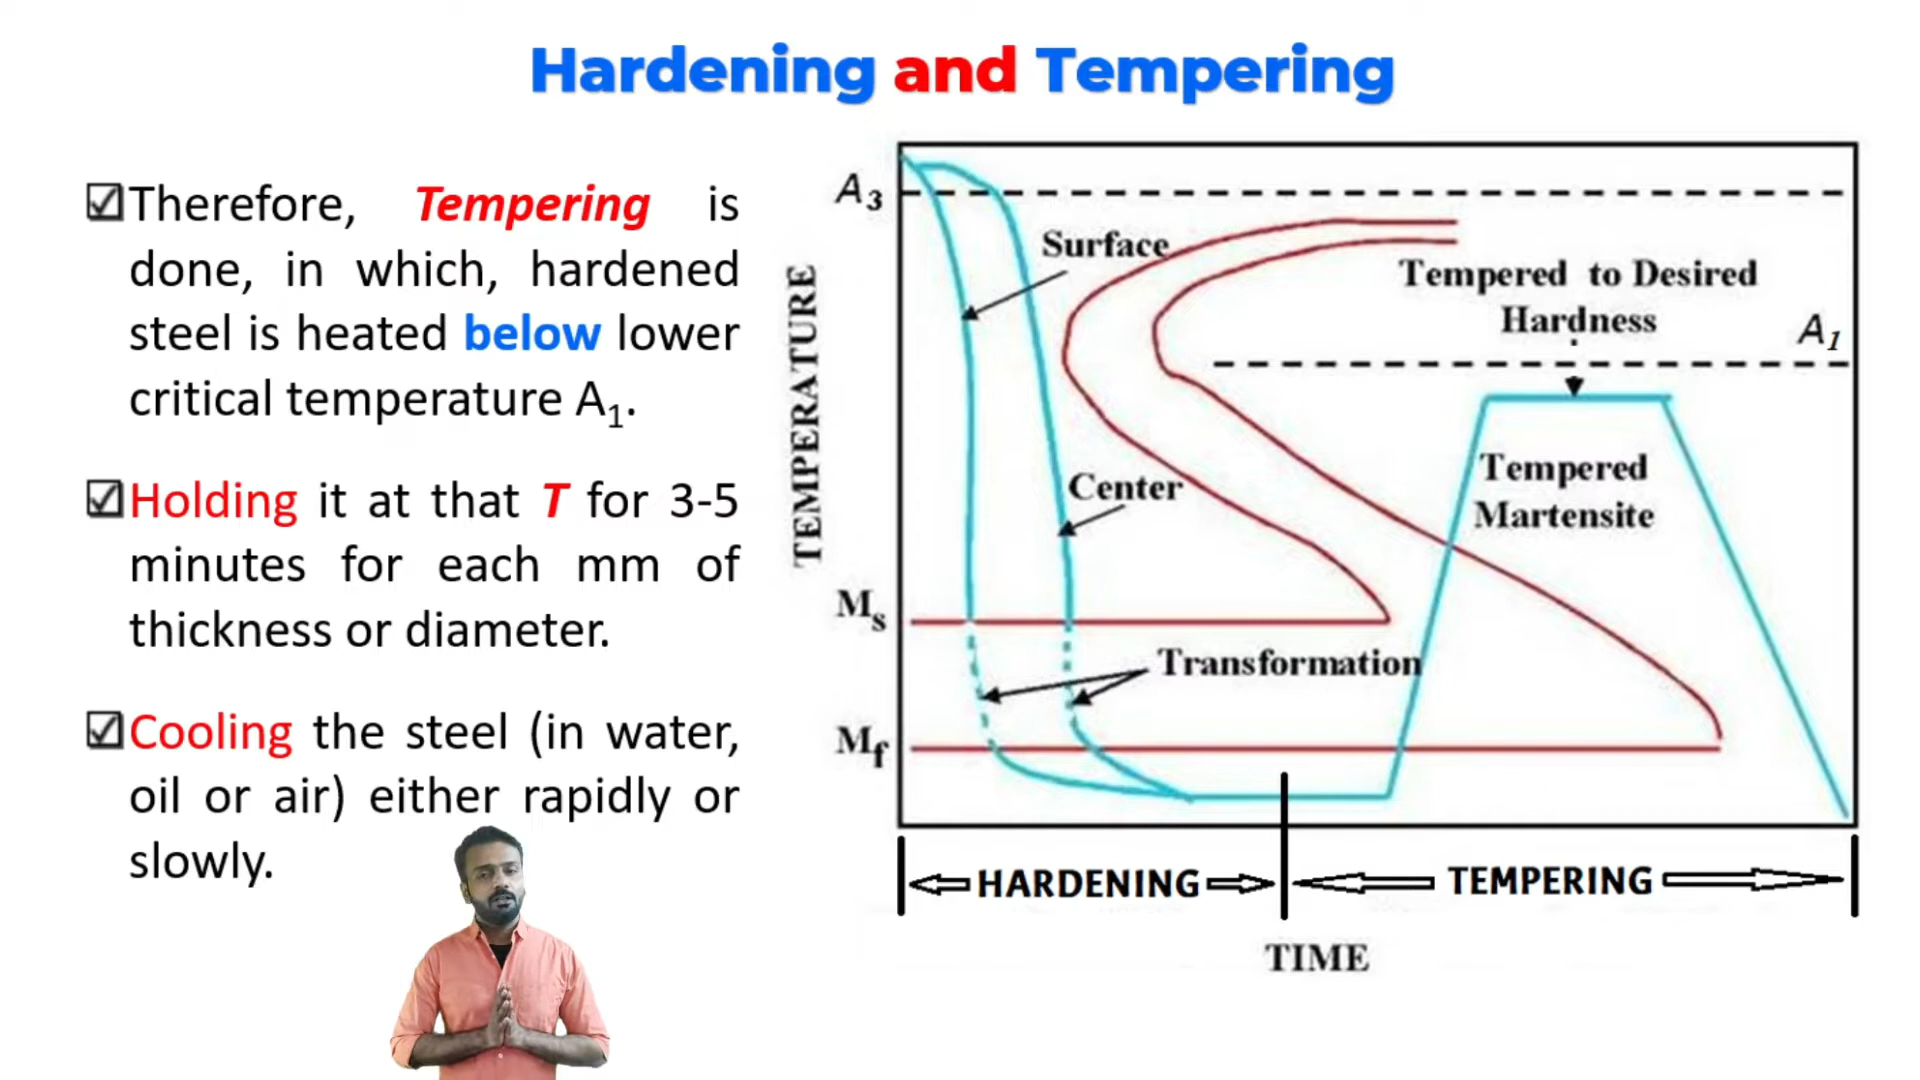 Hardening and Tempering
☑Therefore, Tempering is
done, in which, hardened
steel is heated below lower
critical temperature A₁.
☑Holding it at that T for 3-5
minutes for each mm of
thickness or diameter.
☑Cooling the steel (in water,
oil or air) either rapidly or
slowly.
TEMPERATURE
A₃
Surface
Tempered to Desired
Hardness
A₁
Center
Tempered
Martensite
Mₛ
Transformation
M_f
HARDENING
TEMPERING
TIME